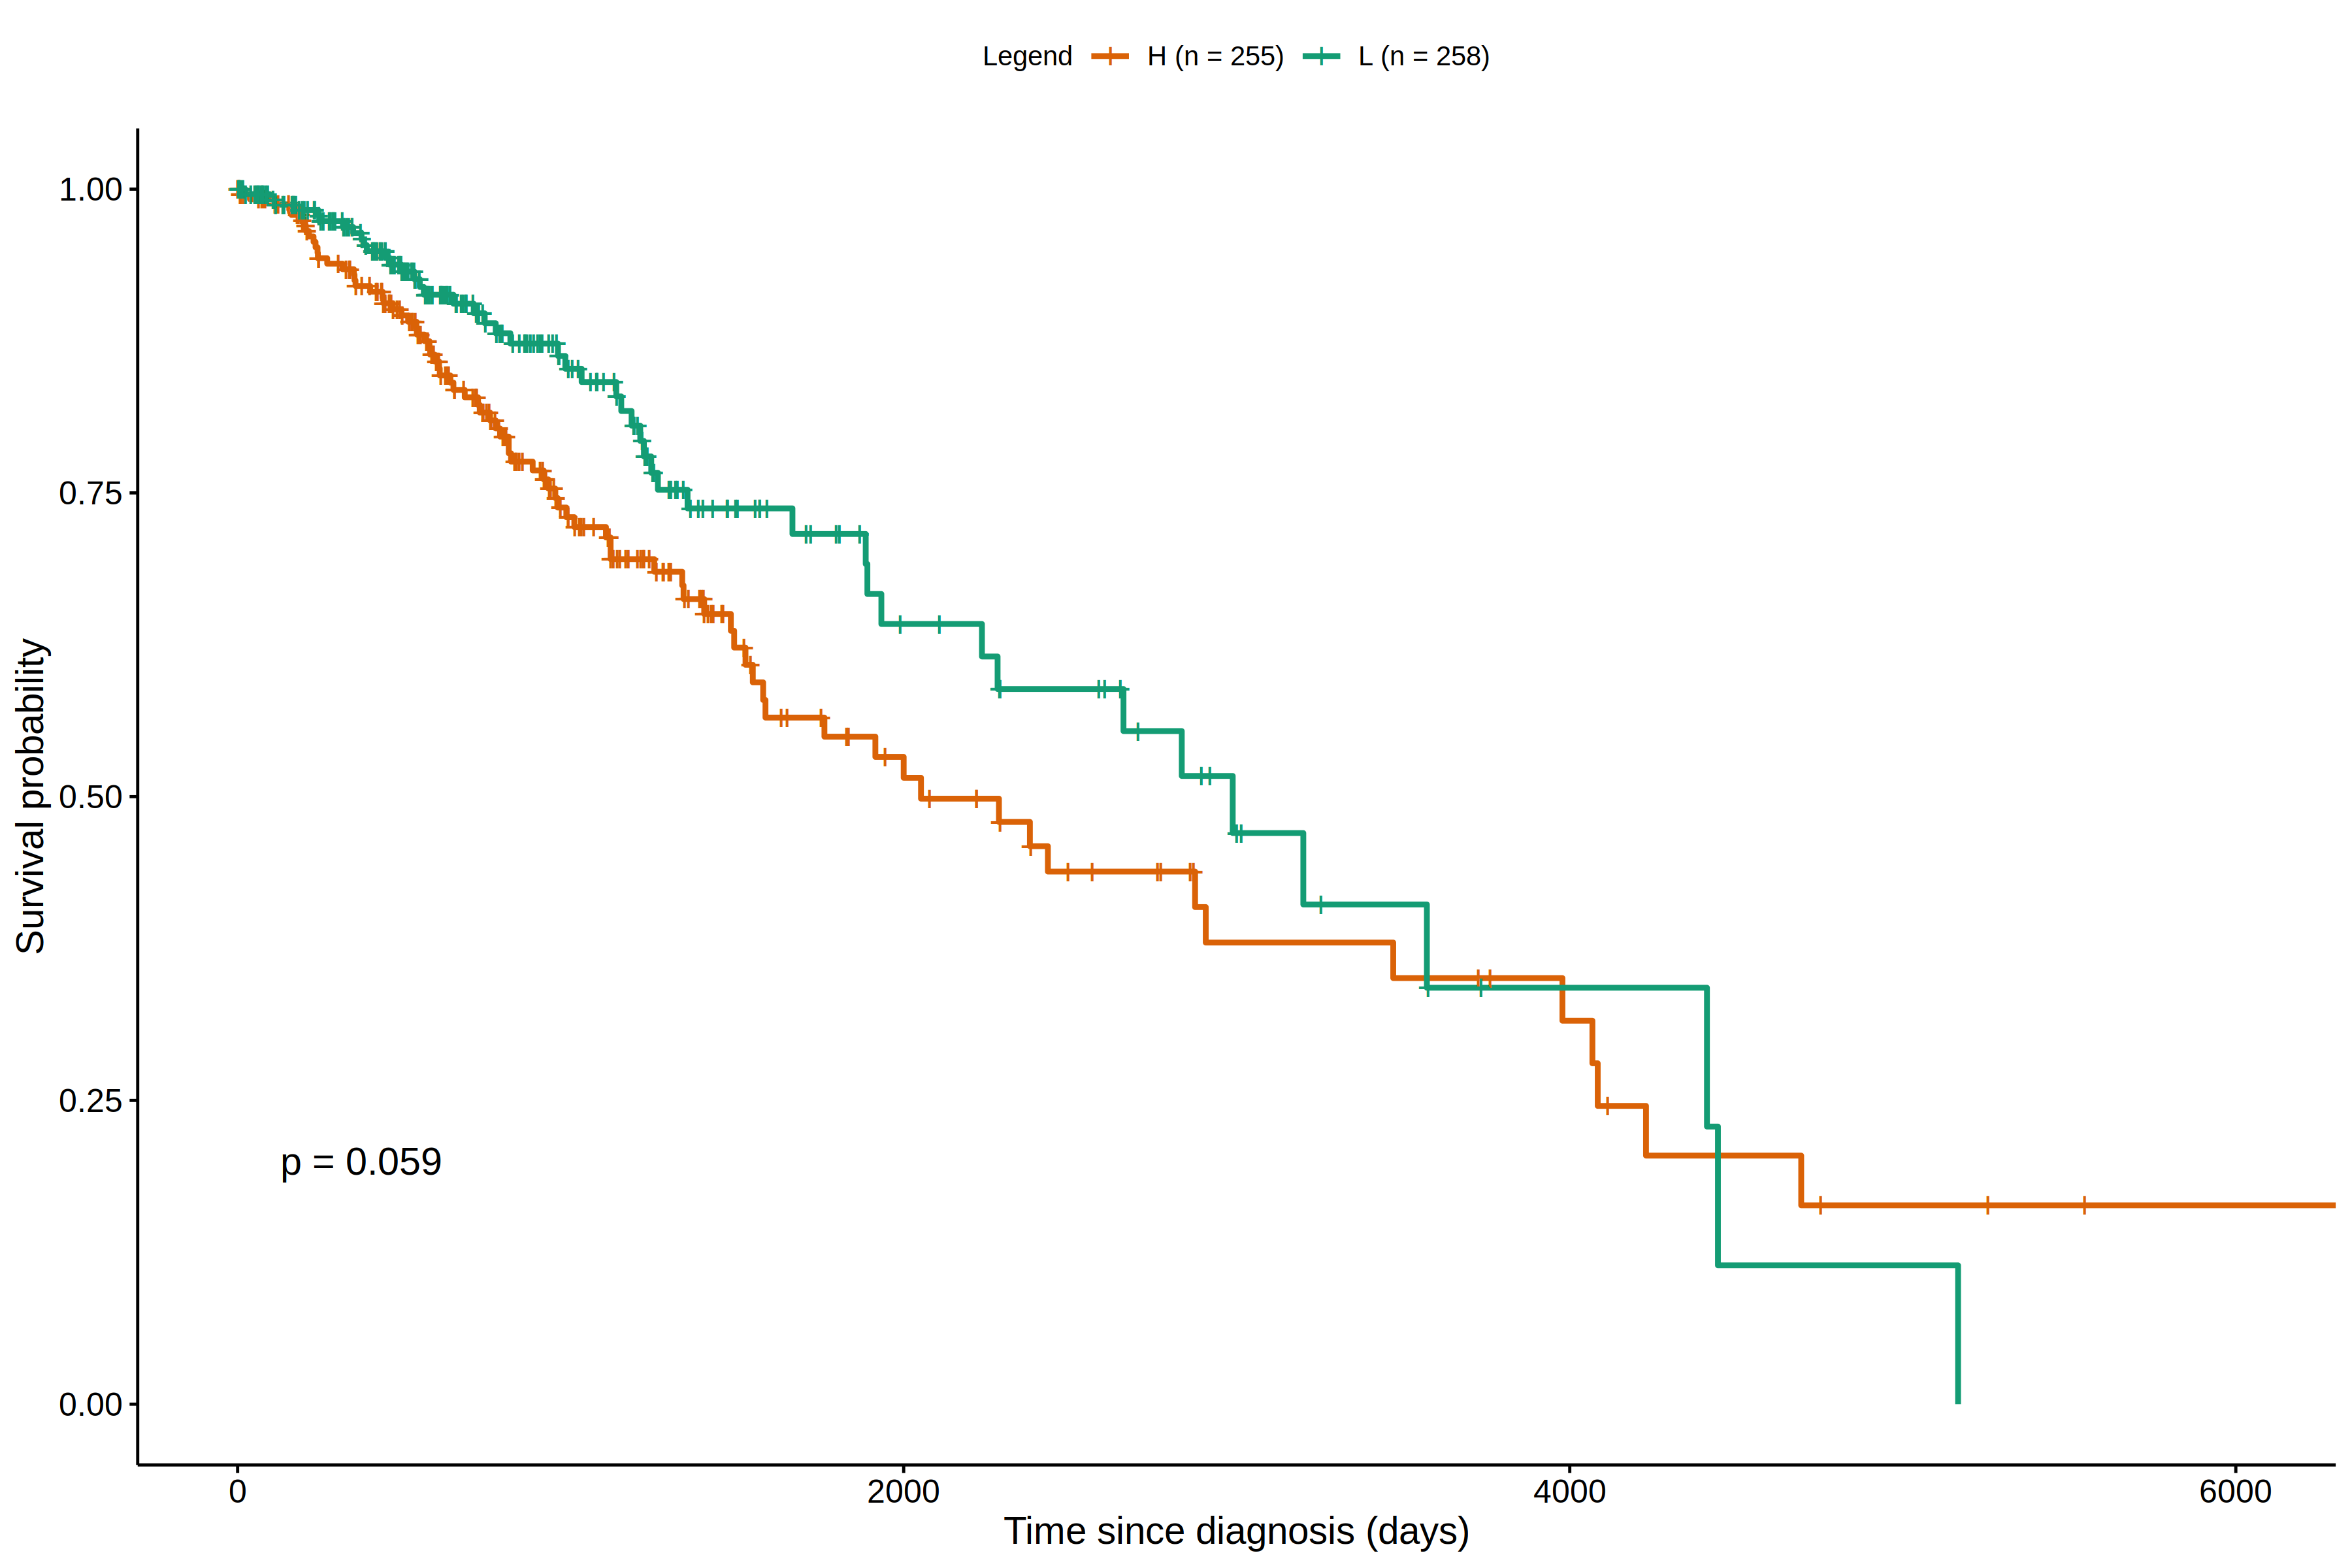 Legend H (n = 255) L (n = 258)
1.00
0.75
0.50
0.25
0.00
Survival probability
p = 0.059
0 2000 4000 6000
Time since diagnosis (days)